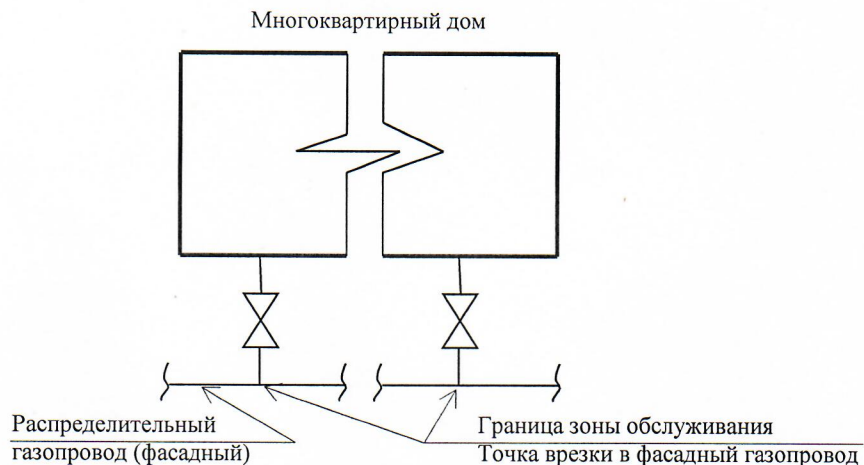 Многоквартирный дом
Распределительный
газопровод (фасадный)
Граница зоны обслуживания
Точка врезки в фасадный газопровод